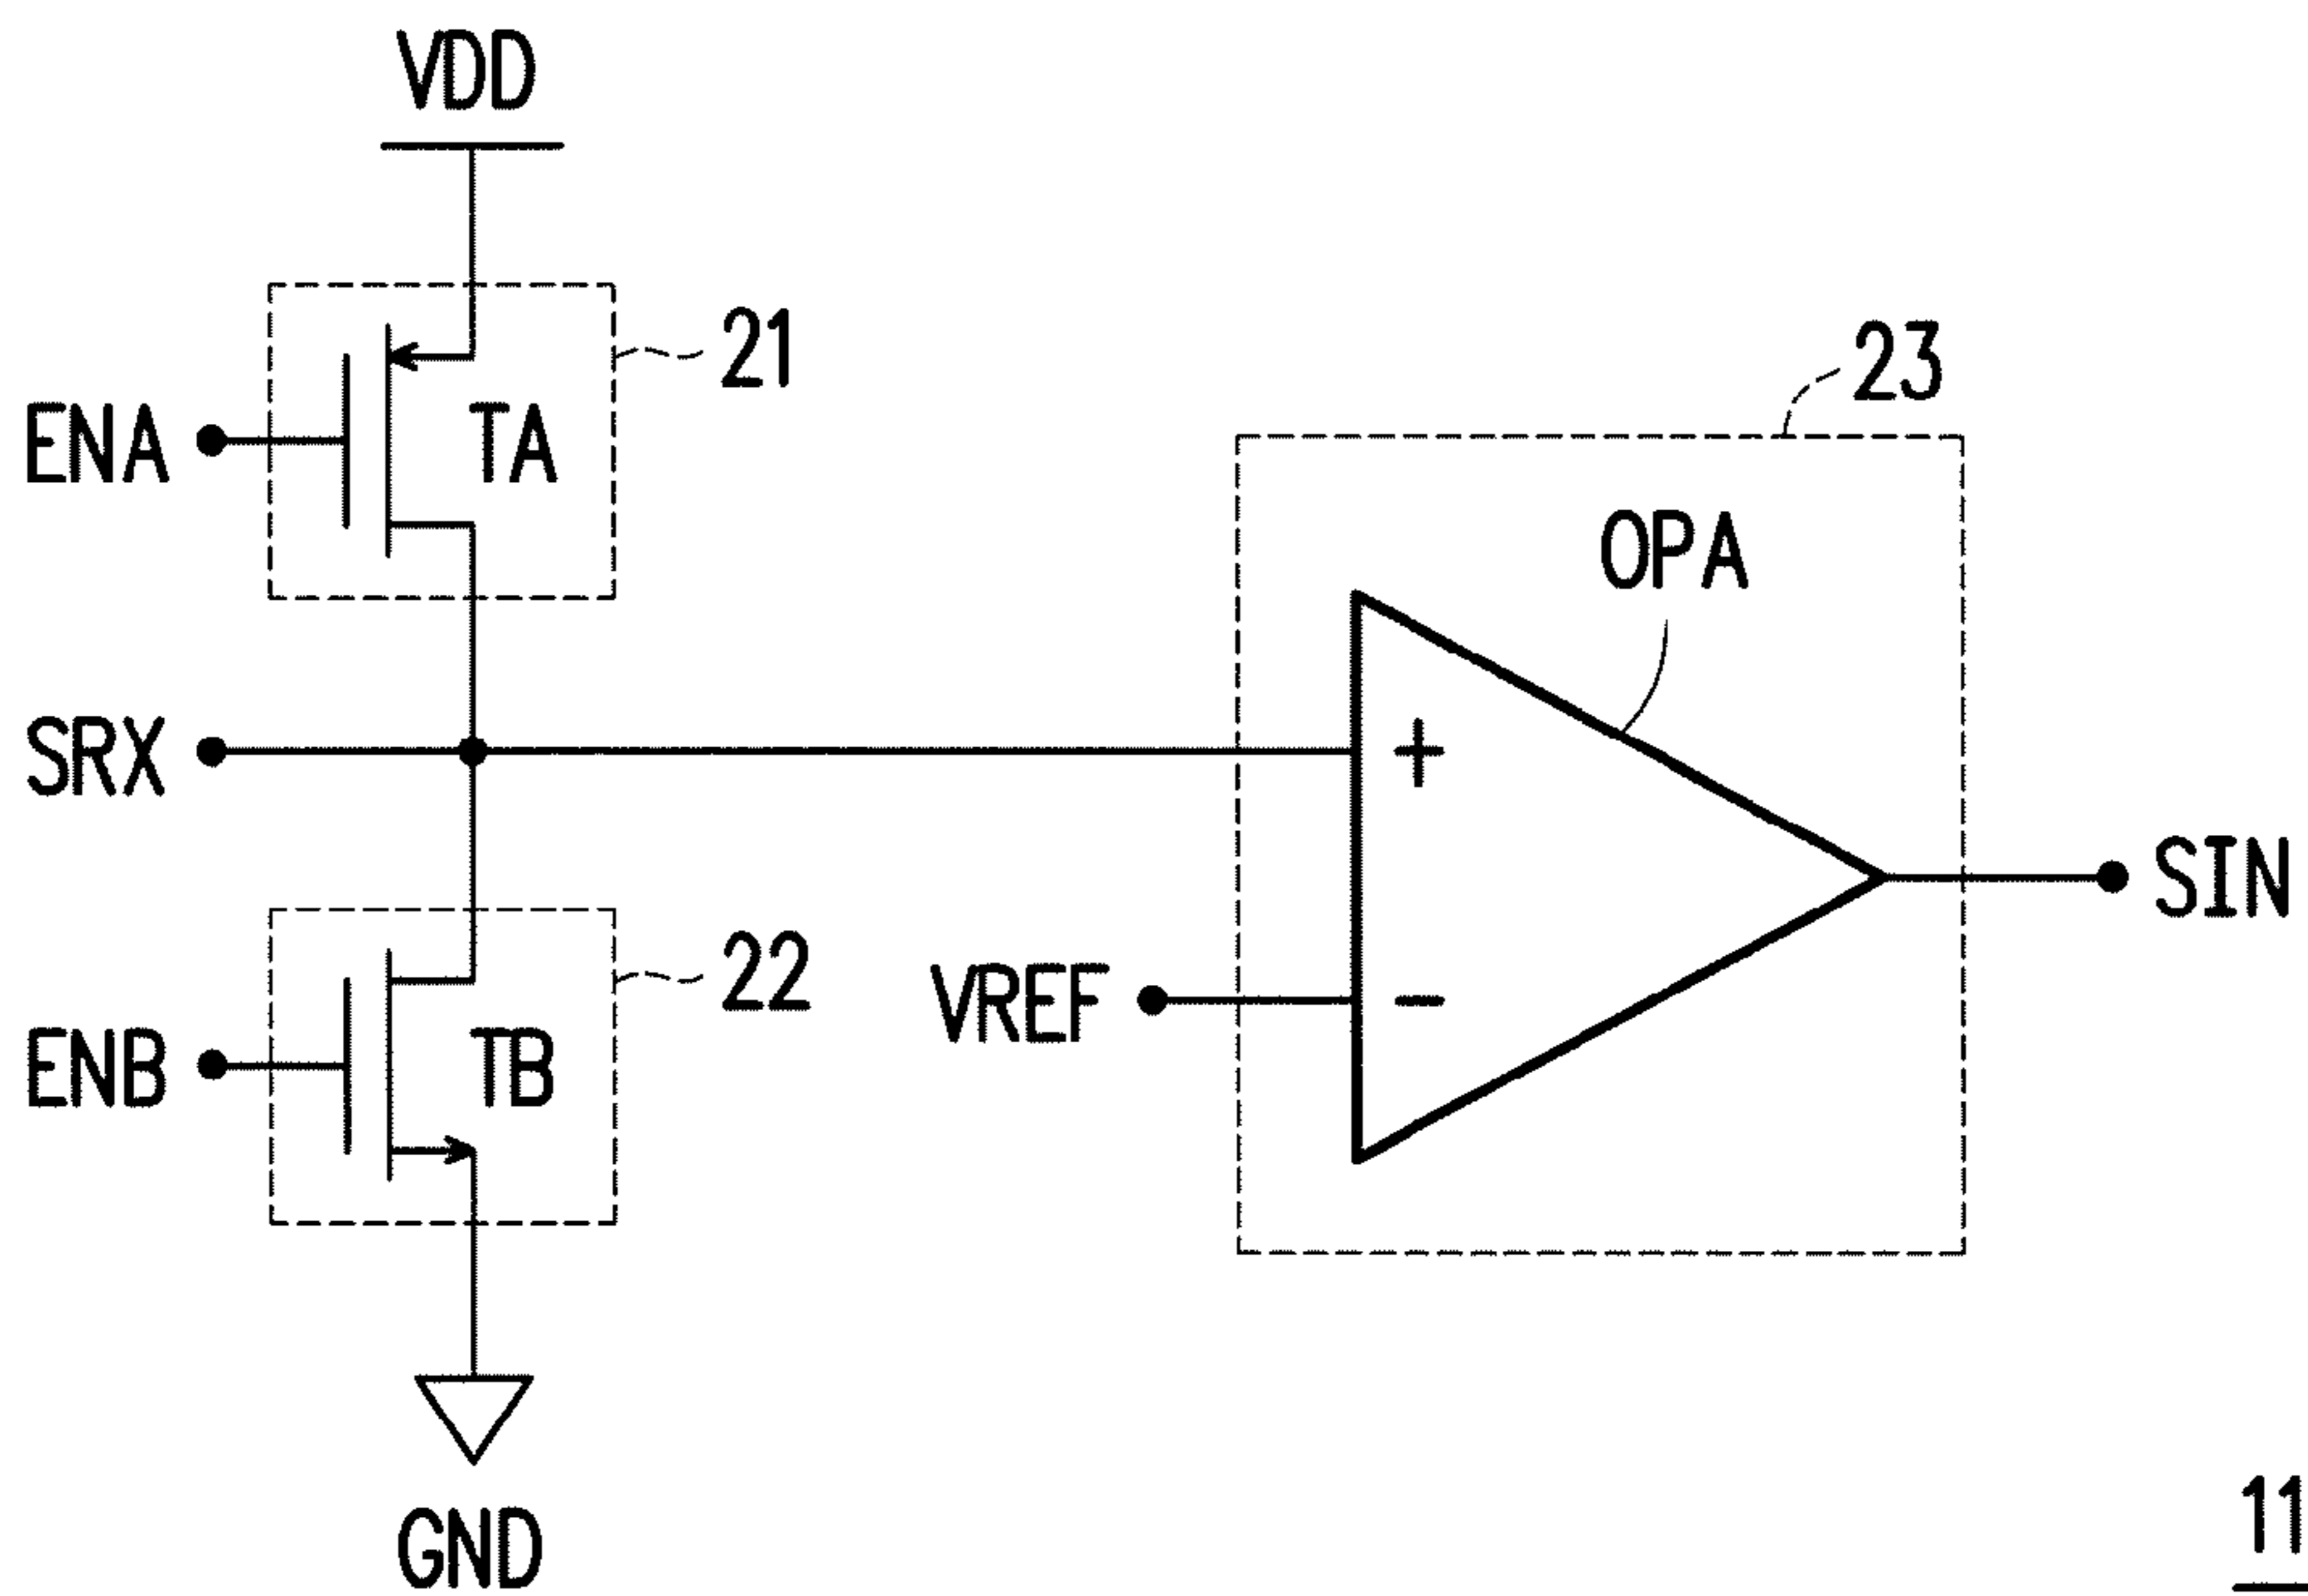 VDD
21
ENA
TA
23
OPA
SRX
+
SIN
22
VREF
-
ENB
TB
GND
11